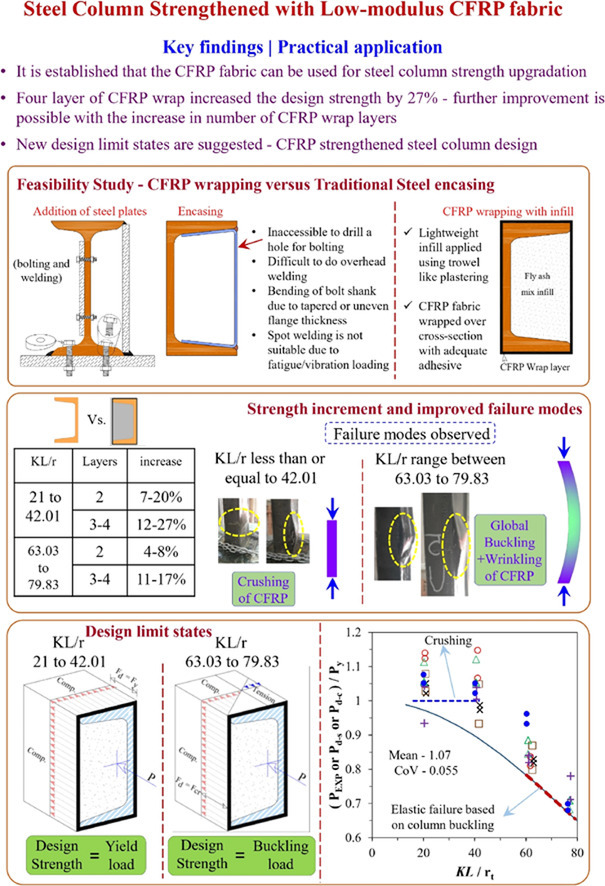 Steel Column Strengthened with Low-modulus CFRP fabric
Key findings | Practical application
• It is established that the CFRP fabric can be used for steel column strength upgradation
• Four layer of CFRP wrap increased the design strength by 27% - further improvement is
possible with the increase in number of CFRP wrap layers
• New design limit states are suggested - CFRP strengthened steel column design
Feasibility Study - CFRP wrapping versus Traditional Steel encasing
Addition of steel plates
(bolting and
welding)
Encasing
• Inaccessible to drill a
hole for bolting
• Difficult to do overhead
welding
• Bending of bolt shank
due to tapered or uneven
flange thickness
• Spot welding is not
suitable due to
fatigue/vibration loading
CFRP wrapping with infill
✓ Lightweight
infill applied
using trowel
like plastering
✓ CFRP fabric
wrapped over
cross-section
with adequate
adhesive
Fly ash
mix infill
CFRP Wrap layer
Strength increment and improved failure modes
Vs.
KL/r Layers increase
21 to
42.01
2 7-20%
3-4 12-27%
63.03
to
79.83
2 4-8%
3-4 11-17%
Failure modes observed
KL/r less than or
equal to 42.01
Crushing
of CFRP
KL/r range between
63.03 to 79.83
Global
Buckling
+Wrinkling
of CFRP
Design limit states
KL/r
21 to 42.01
Comp.
Comp.
F_d = F_y
P
Design
Strength = Yield
load
KL/r
63.03 to 79.83
Comp.
Tension
Comp.
F_d = F_cr
P
Design
Strength = Buckling
load
( P_EXP or P_d-s or P_d-c ) / P_y
1.2
1.1
1
0.9
0.8
0.7
0.6
Crushing
Mean - 1.07
CoV - 0.055
Elastic failure based
on column buckling
0 20 40 60 80
KL / r_t